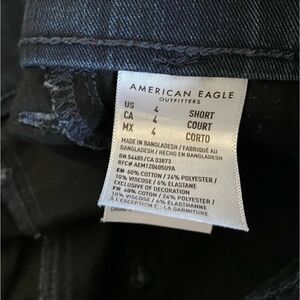 AMERICAN EAGLE
OUTFITTERS
US 4 SHORT
CA 4 COURT
MX 4 CORTO
MADE IN BANGLADESH / FABRIQUÉ AU
BANGLADESH / HECHO EN BANGLADESH
RN 54485/CA 03873
RFC# AEM1206085U9A
EN 60% COTTON / 24% POLYESTER /
10% VISCOSE / 6% ELASTANE
EXCLUSIVE OF DECORATION
FR 60% COTON / 24% POLYESTER /
10% VISCOSE / 6% ÉLASTHANNE
À L'EXCEPTION DE LA GARNITURE